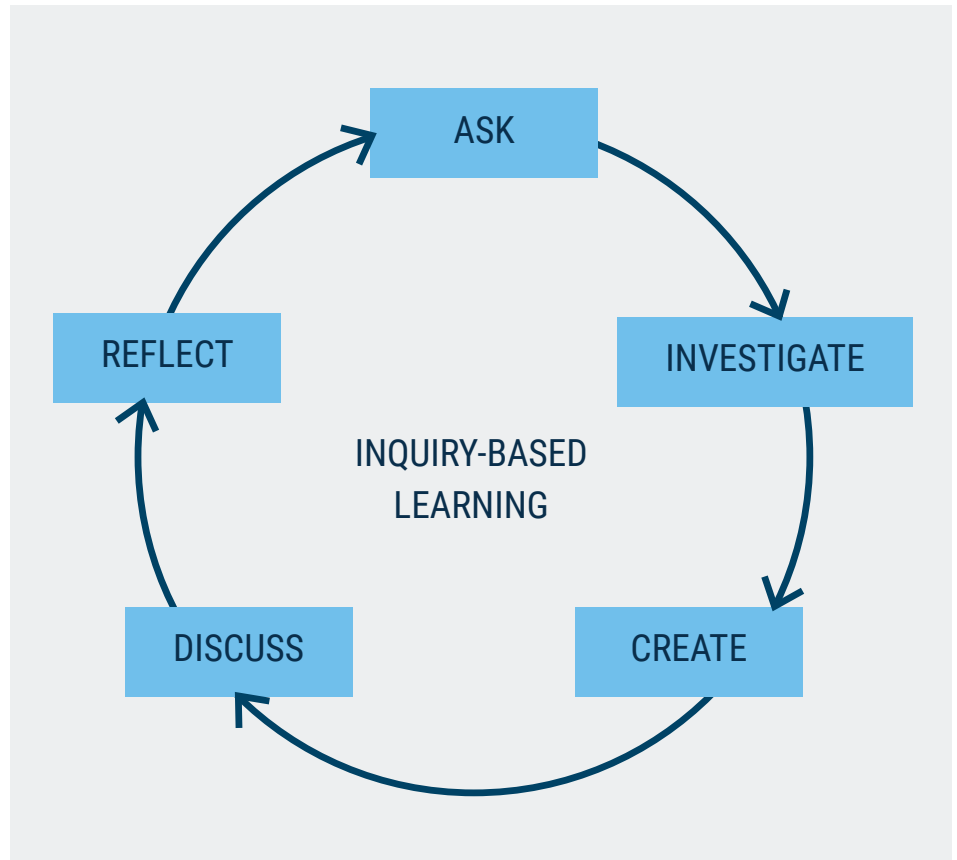 ASK
INVESTIGATE
CREATE
DISCUSS
REFLECT
INQUIRY-BASED
LEARNING